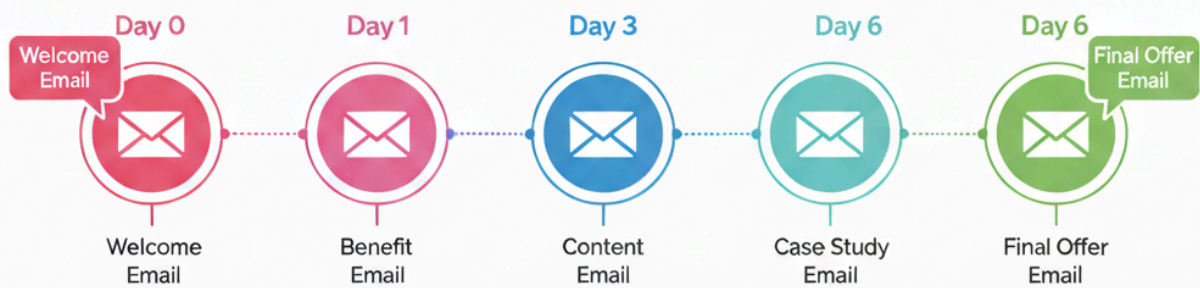 Day 0
Day 1
Day 3
Day 6
Day 6
Welcome
Email
Final Offer
Email
Welcome
Email
Benefit
Email
Content
Email
Case Study
Email
Final Offer
Email